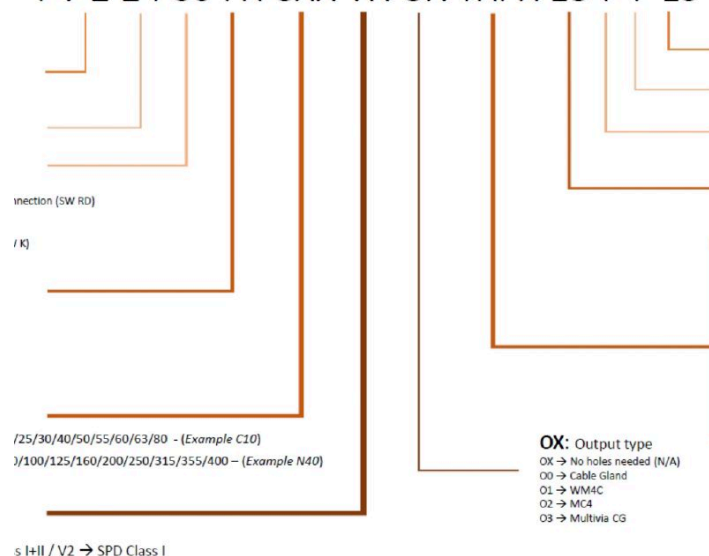 nnection (SW RD)
/ K)
/25/30/40/50/55/60/63/80 - (Example C10)
0/100/125/160/200/250/315/355/400 – (Example N40)
OX: Output type
OX → No holes needed (N/A)
O0 → Cable Gland
O1 → WM4C
O2 → MC4
O3 → Multivia CG
s I+II / V2 → SPD Class I